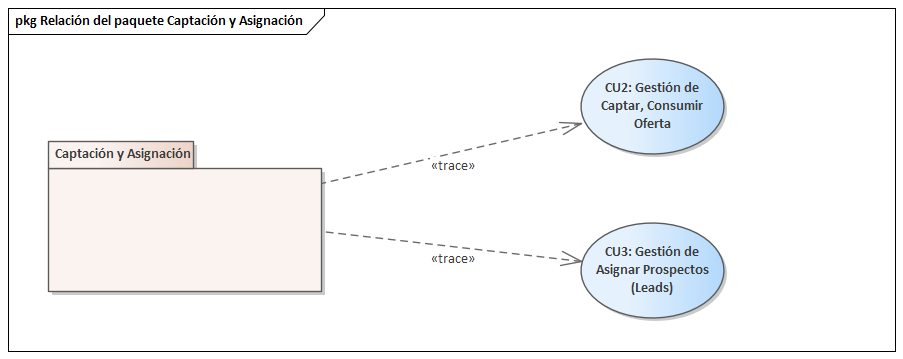 pkg Relación del paquete Captación y Asignación
CU2: Gestión de
Captar, Consumir
Oferta
Captación y Asignación
«trace»
CU3: Gestión de
Asignar Prospectos
(Leads)
«trace»